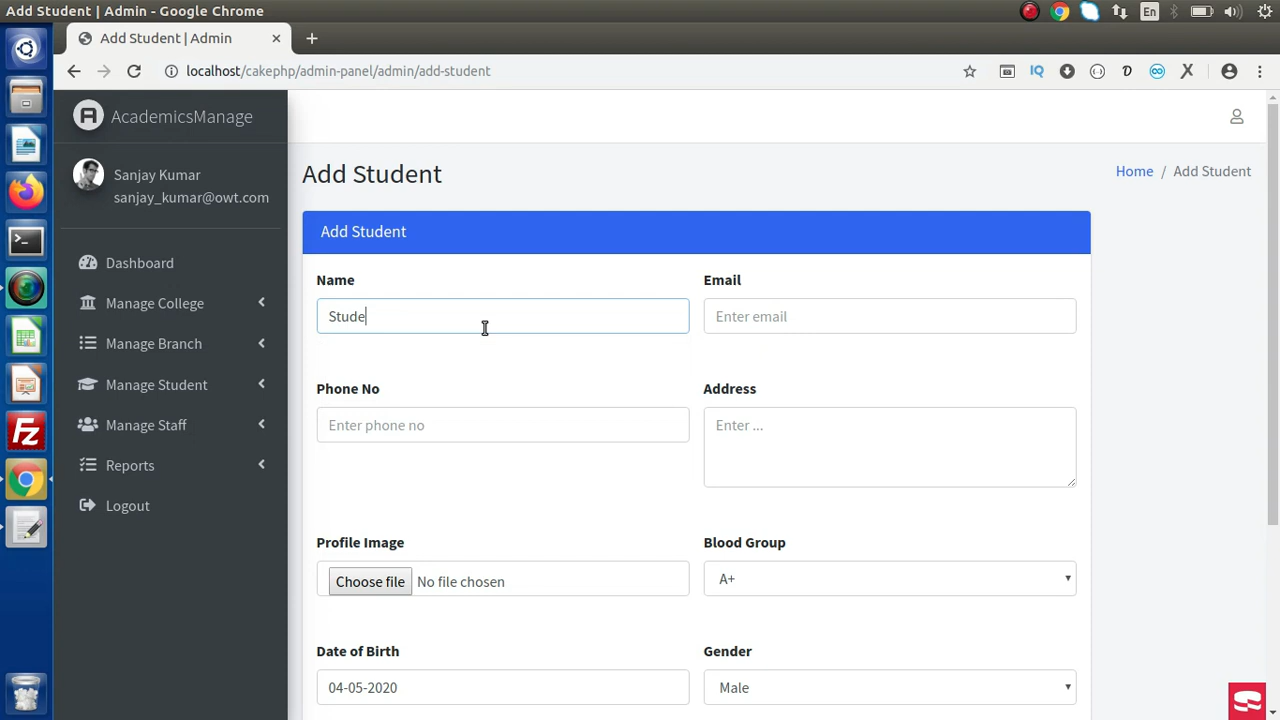 Add Student | Admin - Google Chrome
En
Add Student | Admin
localhost/cakephp/admin-panel/admin/add-student
IQ
AcademicsManage
Sanjay Kumar
sanjay_kumar@owt.com
Dashboard
Manage College
Manage Branch
Manage Student
Manage Staff
Reports
Logout
Add Student
Home / Add Student
Add Student
Name
Email
Stude
Enter email
Phone No
Address
Enter phone no
Enter ...
Profile Image
Blood Group
Choose file No file chosen
A+
Date of Birth
Gender
04-05-2020
Male